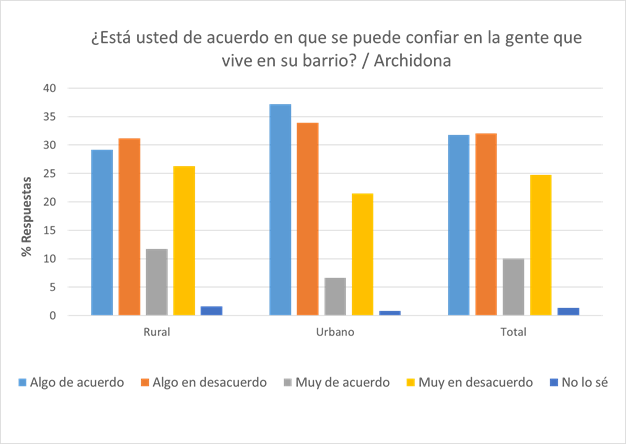 ¿Está usted de acuerdo en que se puede confiar en la gente que
vive en su barrio? / Archidona
% Respuestas
40
35
30
25
20
15
10
5
0
Rural
Urbano
Total
Algo de acuerdo
Algo en desacuerdo
Muy de acuerdo
Muy en desacuerdo
No lo sé